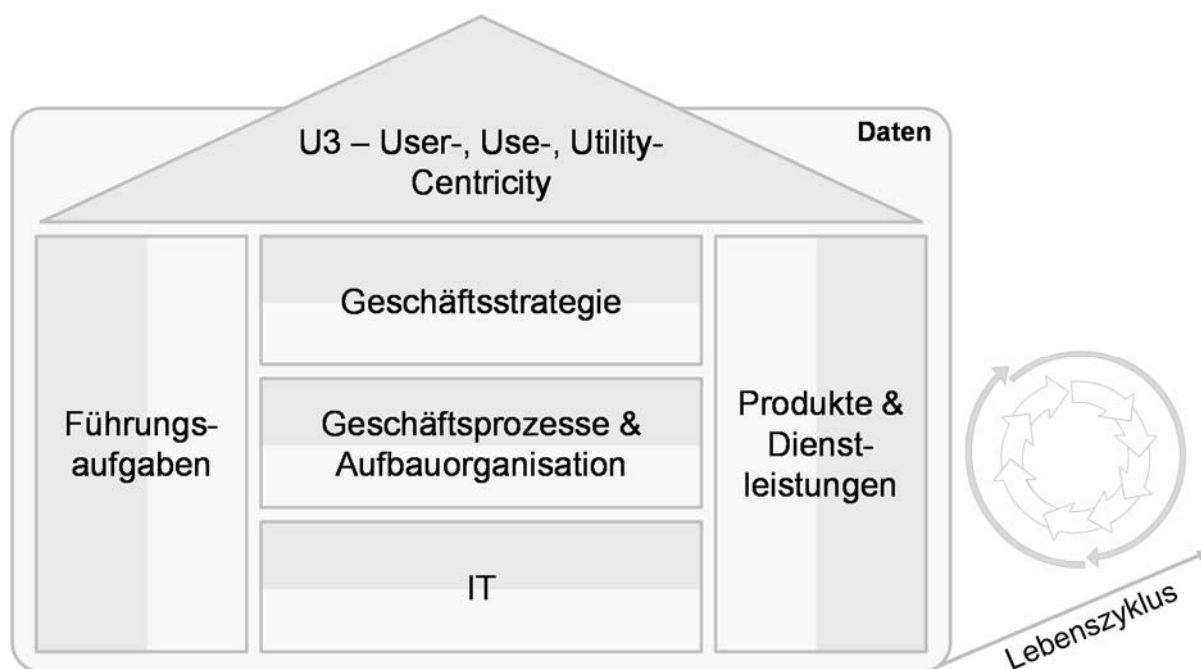 Daten
U3 – User-, Use-, Utility-
Centricity
Führungs-
aufgaben
Geschäftsstrategie
Geschäftsprozesse &
Aufbauorganisation
IT
Produkte &
Dienst-
leistungen
Lebenszyklus